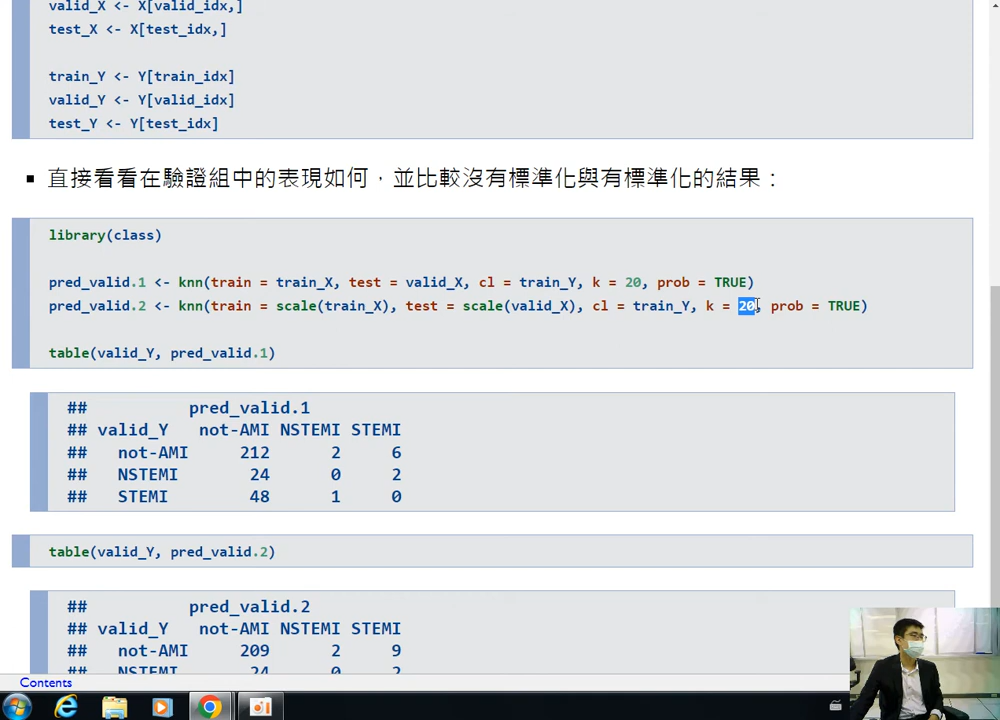 valid_X <- X[valid_idx,]
test_X <- X[test_idx,]
train_Y <- Y[train_idx]
valid_Y <- Y[valid_idx]
test_Y <- Y[test_idx]
▪ 直接看看在驗證組中的表現如何，並比較沒有標準化與有標準化的結果：
library(class)
pred_valid.1 <- knn(train = train_X, test = valid_X, cl = train_Y, k = 20, prob = TRUE)
pred_valid.2 <- knn(train = scale(train_X), test = scale(valid_X), cl = train_Y, k = 20, prob = TRUE)
table(valid_Y, pred_valid.1)
## pred_valid.1
## valid_Y not-AMI NSTEMI STEMI
## not-AMI 212 2 6
## NSTEMI 24 0 2
## STEMI 48 1 0
table(valid_Y, pred_valid.2)
## pred_valid.2
## valid_Y not-AMI NSTEMI STEMI
## not-AMI 209 2 9
## NSTEMI 24 0 2
Contents